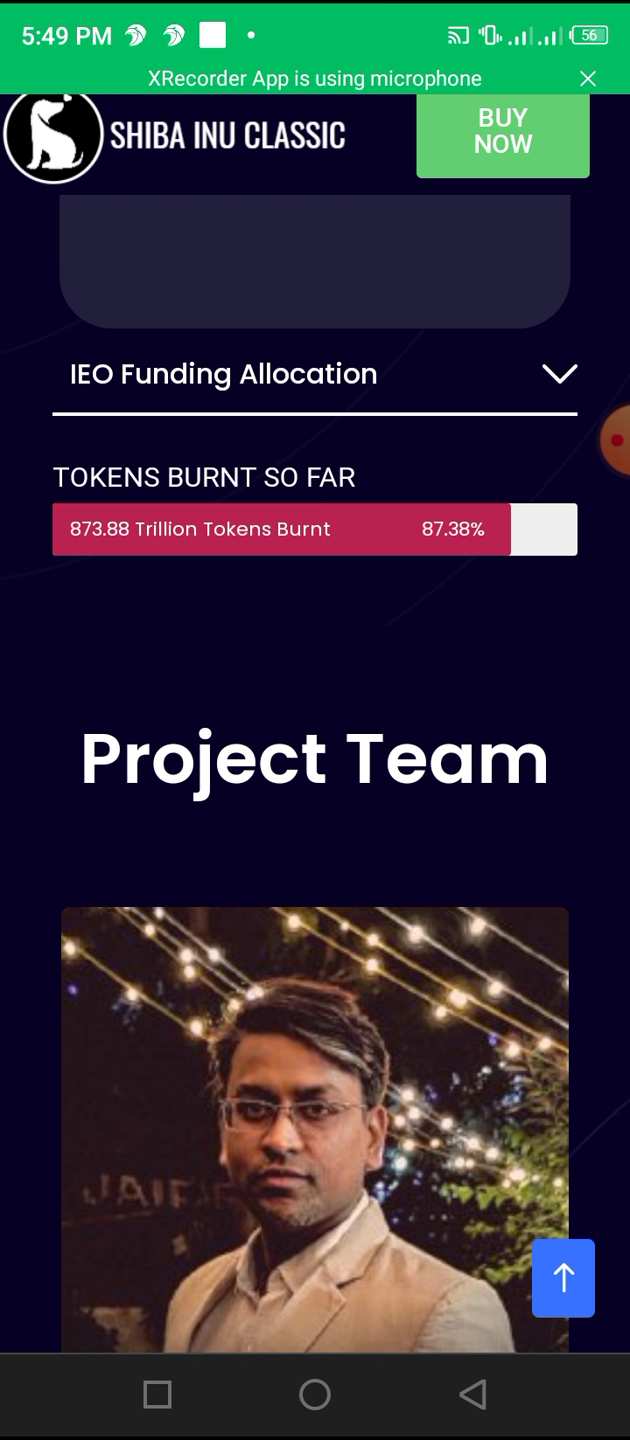 5:49 PM
56
XRecorder App is using microphone
SHIBA INU CLASSIC
BUY
NOW
IEO Funding Allocation
TOKENS BURNT SO FAR
873.88 Trillion Tokens Burnt 87.38%
Project Team